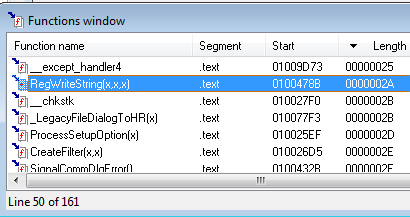 Functions window
Function name Segment Start Length
__except_handler4 .text 01009D73 00000025
RegWriteString(x,x,x) .text 0100478B 0000002A
__chkstk .text 010027F0 0000002B
_LegacyFileDialogToHR() .text 010077F3 0000002B
ProcessSetupOption(x) .text 010025EF 0000002D
CreateFilter(x,x) .text 010026D5 0000002E
SignalCommDlgError() .text 0100432B 0000002E
Line 50 of 161